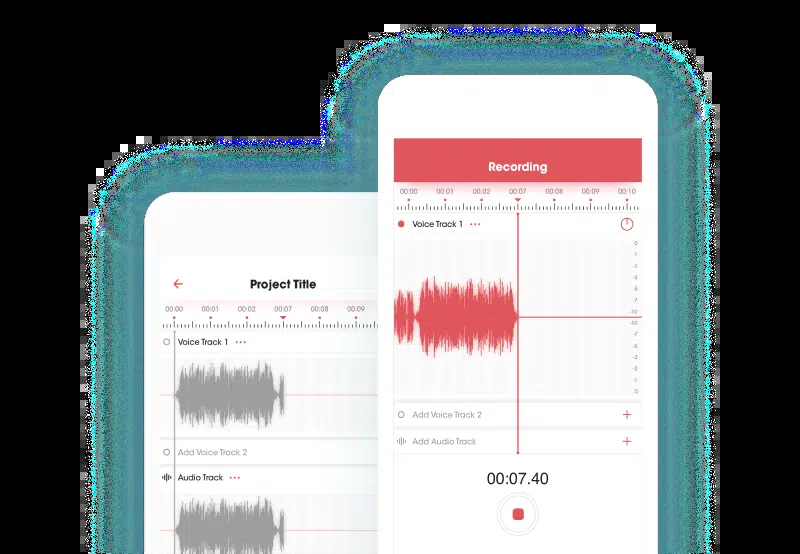 Recording
00:00 00:01 00:02 00:07 00:08 00:09 00:10
Voice Track 1
0
-1
-2
-3
-5
-7
-10
-10
-7
-5
-3
-2
-1
0
Add Voice Track 2
Add Audio Track
00:07.40
Project Title
00:00 00:01 00:02 00:07 00:08 00:09
Voice Track 1
Add Voice Track 2
Audio Track